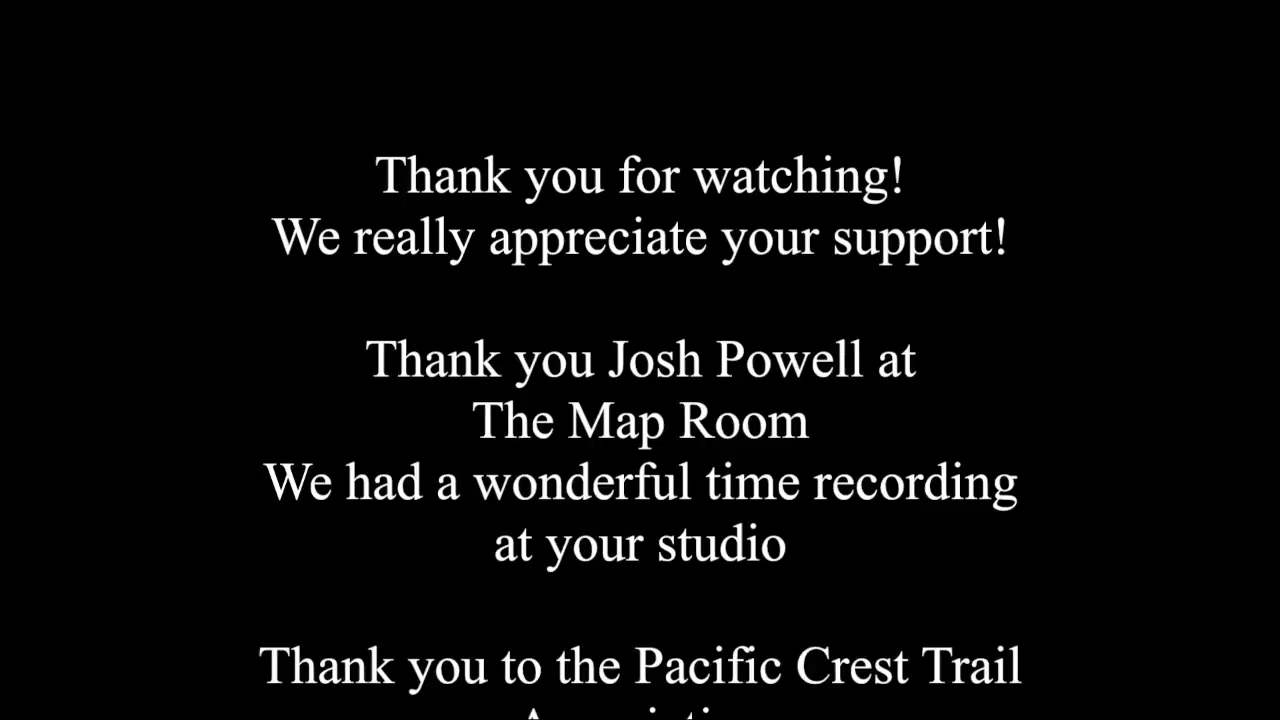 Thank you for watching!
We really appreciate your support!
Thank you Josh Powell at
The Map Room
We had a wonderful time recording
at your studio
Thank you to the Pacific Crest Trail